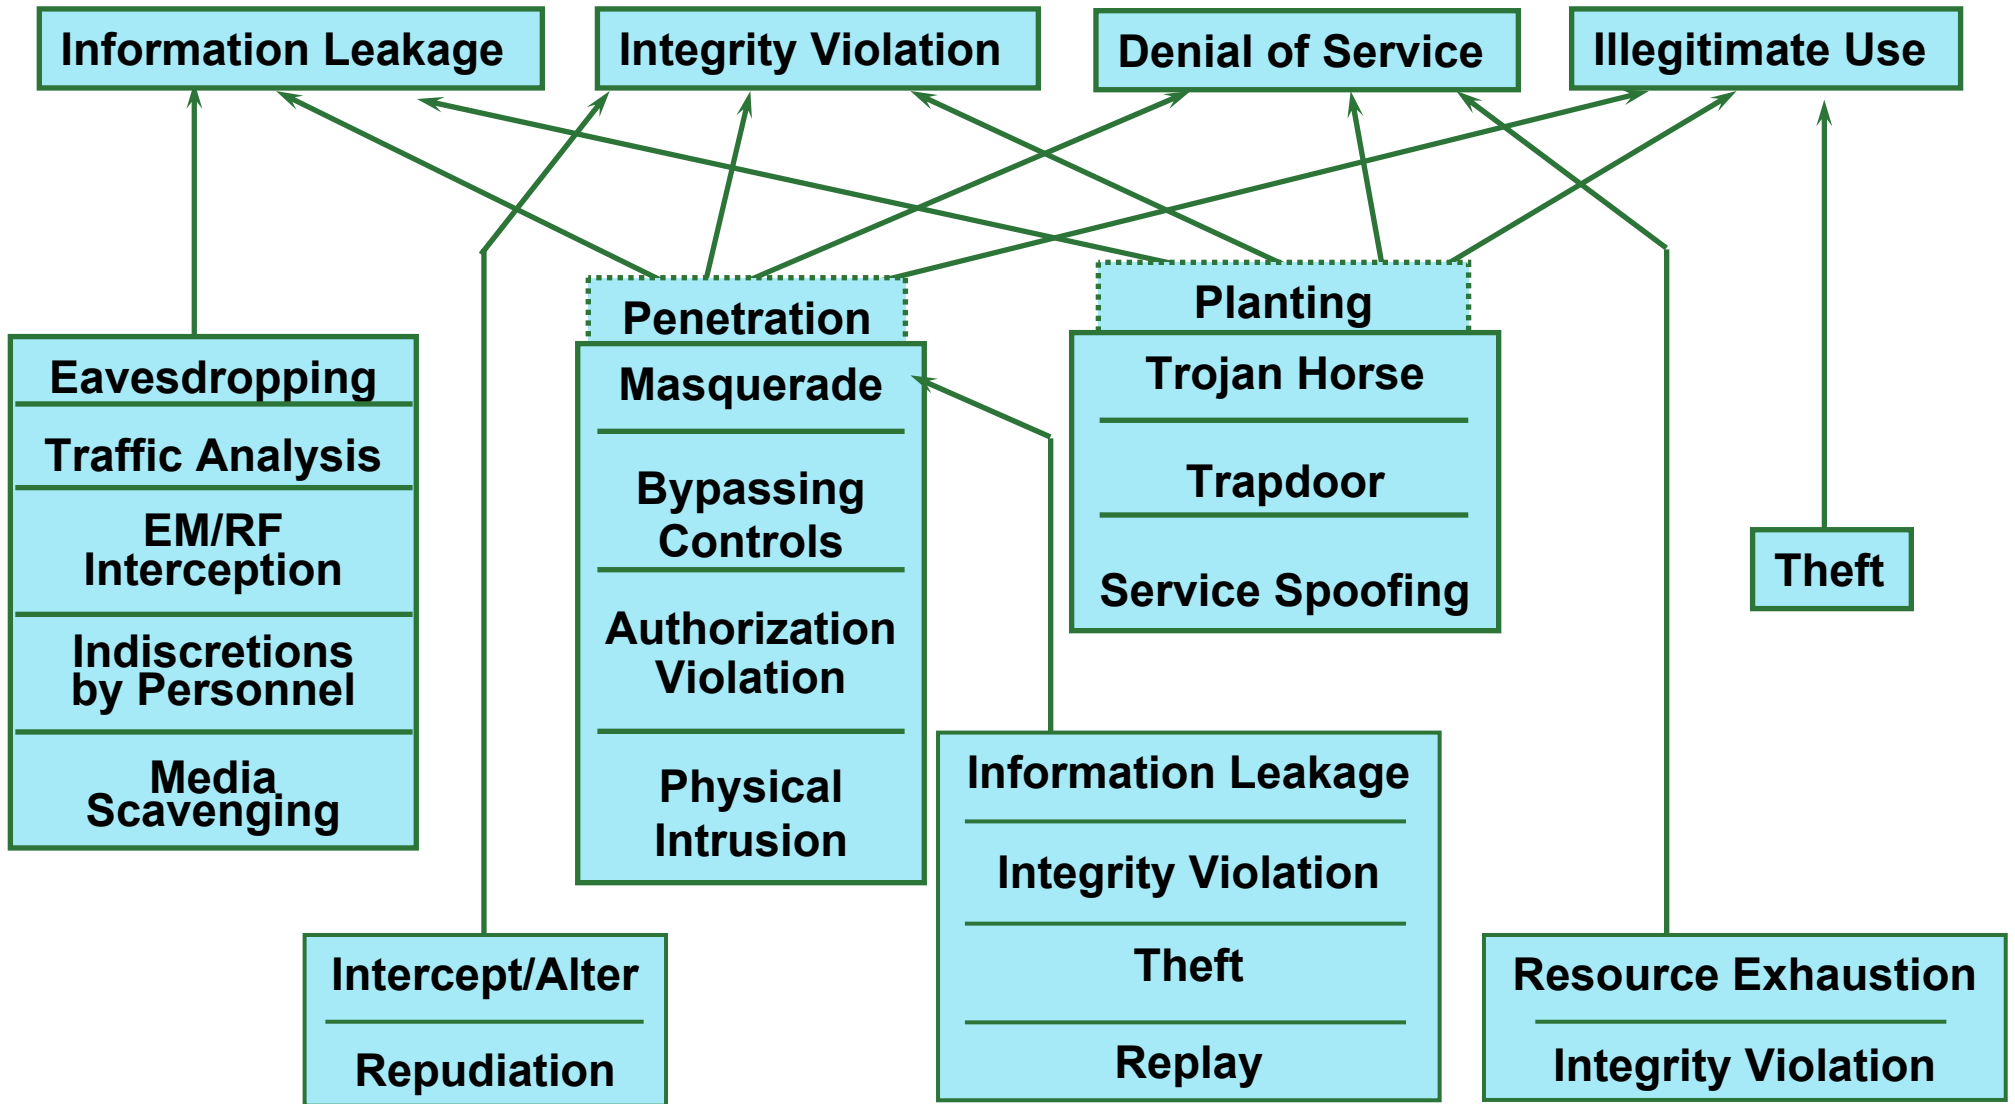 Information Leakage
Integrity Violation
Denial of Service
Illegitimate Use
Eavesdropping
Traffic Analysis
EM/RF
Interception
Indiscretions
by Personnel
Media
Scavenging
Penetration
Masquerade
Bypassing
Controls
Authorization
Violation
Physical
Intrusion
Planting
Trojan Horse
Trapdoor
Service Spoofing
Theft
Intercept/Alter
Repudiation
Information Leakage
Integrity Violation
Theft
Replay
Resource Exhaustion
Integrity Violation